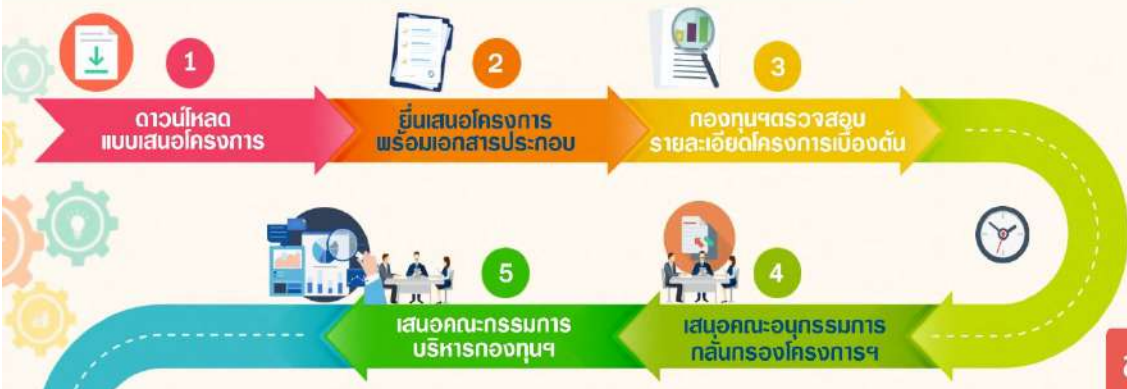 1
ดาวน์โหลด
แบบเสนอโครงการ
2
ยื่นเสนอโครงการ
พร้อมเอกสารประกอบ
3
กองทุนฯตรวจสอบ
รายละเอียดโครงการเบื้องต้น
4
เสนอคณะอนุกรรมการ
กลั่นกรองโครงการฯ
5
เสนอคณะกรรมการ
บริหารกองทุนฯ